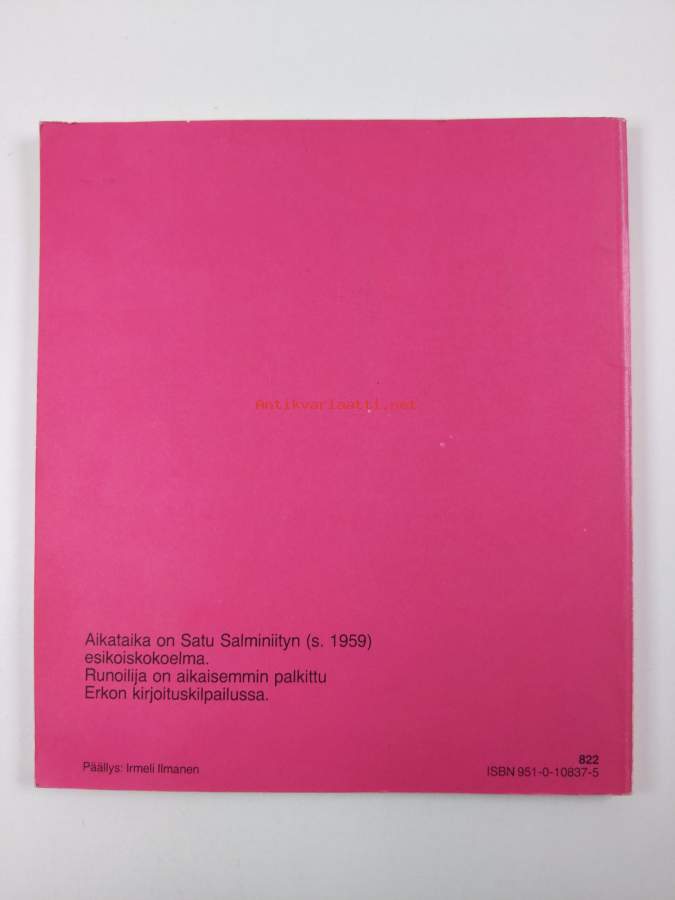 Antikvariaatti.net
Aikataika on Satu Salminiityn (s. 1959)
esikoiskokoelma.
Runoilija on aikaisemmin palkittu
Erkon kirjoituskilpailussa.
Päällys: Irmeli Ilmanen
822
ISBN 951-0-10837-5